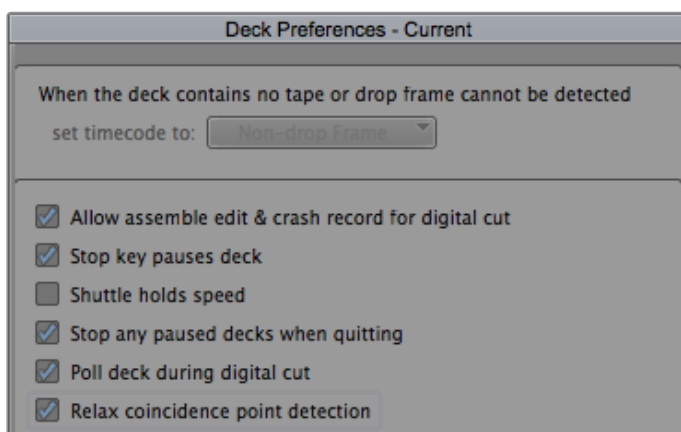 Deck Preferences - Current
When the deck contains no tape or drop frame cannot be detected
set timecode to: Non-drop Frame
Allow assemble edit & crash record for digital cut
Stop key pauses deck
Shuttle holds speed
Stop any paused decks when quitting
Poll deck during digital cut
Relax coincidence point detection